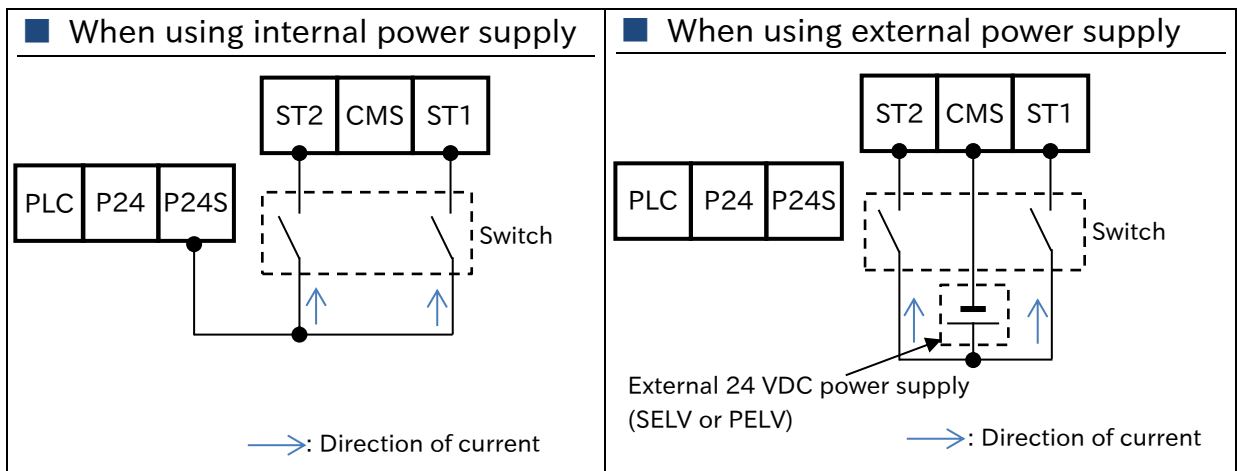 ■ When using internal power supply
ST2 CMS ST1
PLC P24 P24S
Switch
: Direction of current
■ When using external power supply
ST2 CMS ST1
PLC P24 P24S
Switch
External 24 VDC power supply
(SELV or PELV)
: Direction of current